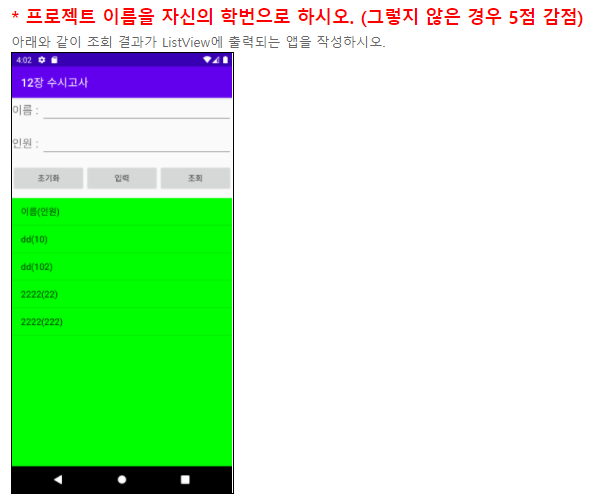 * 프로젝트 이름을 자신의 학번으로 하시오. (그렇지 않은 경우 5점 감점)
아래와 같이 조회 결과가 ListView에 출력되는 앱을 작성하시오.
4:02
12장 수시고사
이름 :
인원 :
초기화 입력 조회
이름(인원)
dd(10)
dd(102)
2222(22)
2222(222)